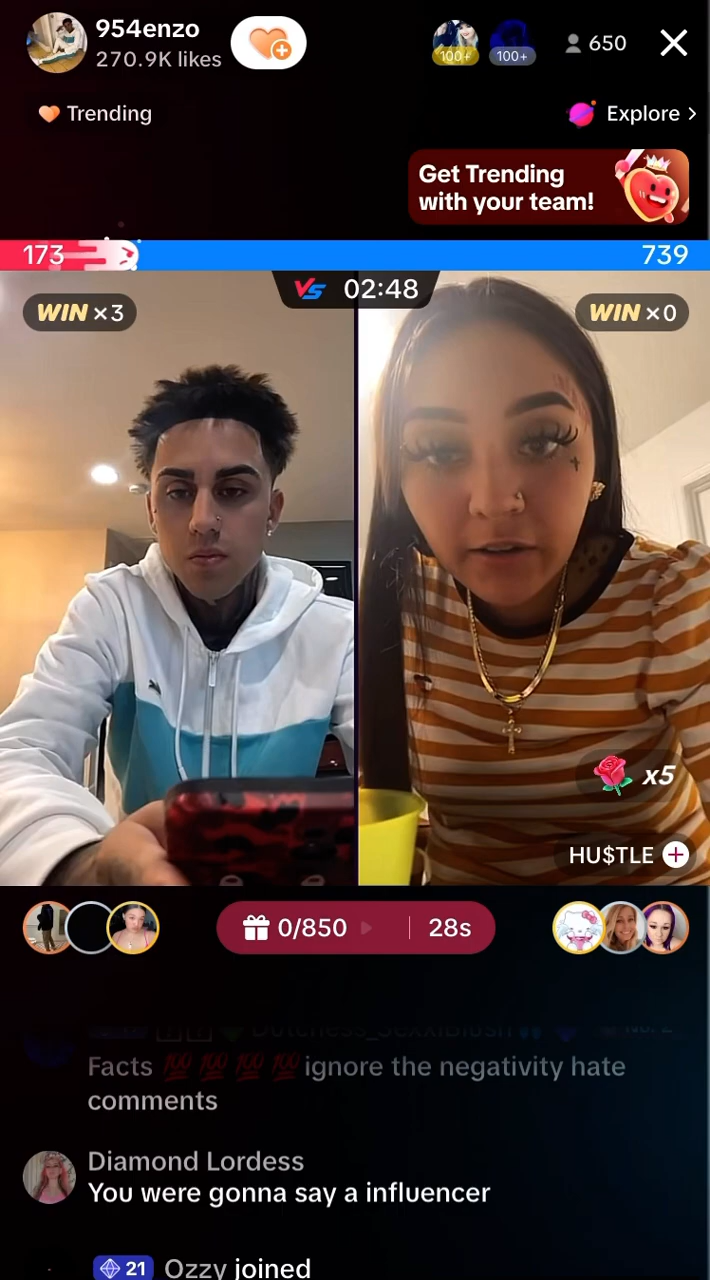 954enzo
270.9K likes
100+
100+
650
Trending
Explore
Get Trending
with your team!
173
739
VS 02:48
WIN ×3
WIN ×0
x5
HU$TLE
0/850
28s
Facts 💯 💯 💯 💯 ignore the negativity hate
comments
Diamond Lordess
You were gonna say a influencer
21 Ozzy joined